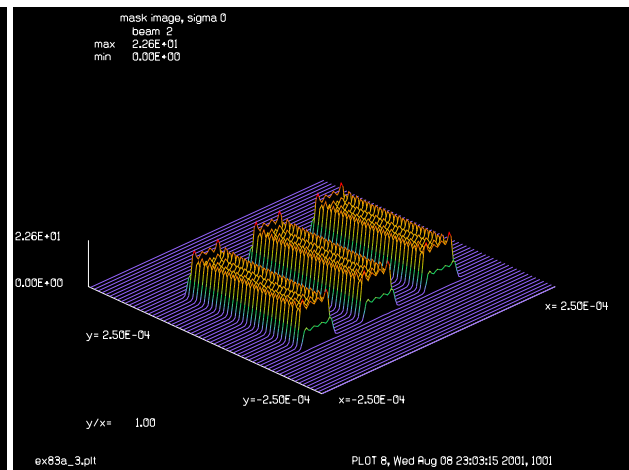 mask image, sigma 0
beam 2
max 2.26E+01
min 0.00E+00
2.26E+01
0.00E+00
x= 2.50E-04
y= 2.50E-04
y=-2.50E-04 x=-2.50E-04
y/x= 1.00
ex83a_3.plt PLOT 8, Wed Aug 08 23:03:15 2001, 1001